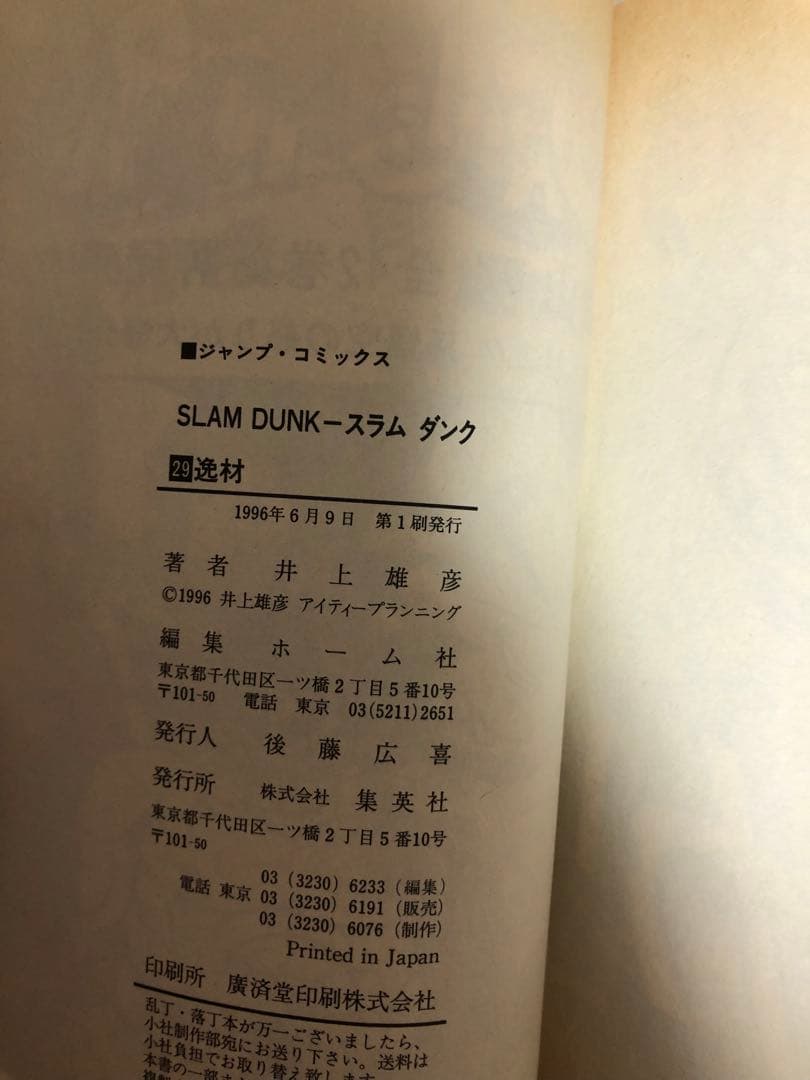 ■ジャンプ・コミックス
SLAM DUNK－スラム ダンク
29逸材
1996年6月9日 第1刷発行
著者 井上雄彦
©1996 井上雄彦 アイティープランニング
編集 ホーム社
東京都千代田区一ツ橋2丁目5番10号
〒101-50 電話 東京 03(5211)2651
発行人 後藤広喜
発行所 株式会社 集英社
東京都千代田区一ツ橋2丁目5番10号
〒101-50
03(3230)6233(編集)
電話 東京 03(3230)6191(販売)
03(3230)6076(制作)
Printed in Japan
印刷所 廣済堂印刷株式会社
乱丁・落丁本が万一ございましたら、
小社制作部宛にお送り下さい。送料は
小社負担でお取り替え致します。
本書の一部